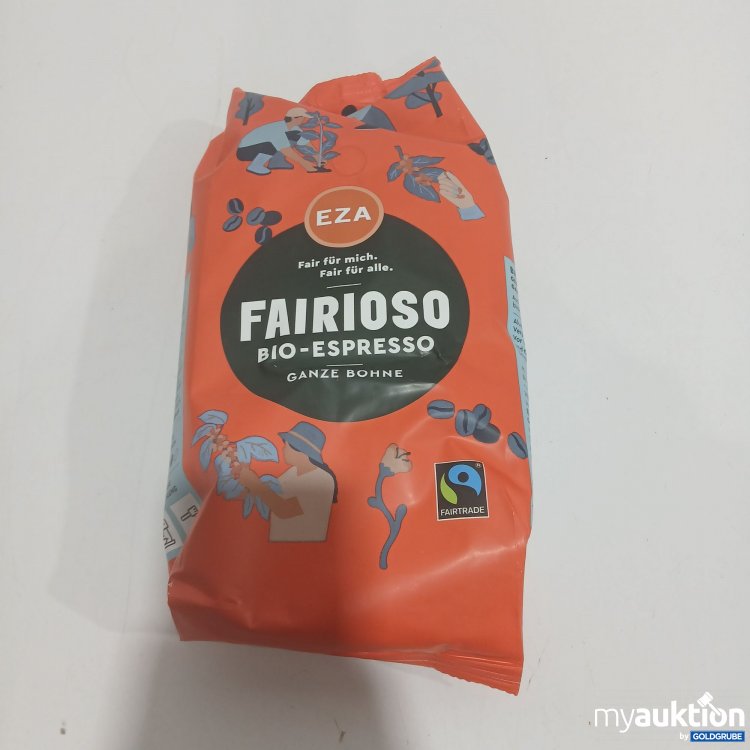 EZA
Fair für mich.
Fair für alle.
FAIRIOSO
BIO-ESPRESSO
GANZE BOHNE
FAIRTRADE
myauktion
by GOLDGRUBE